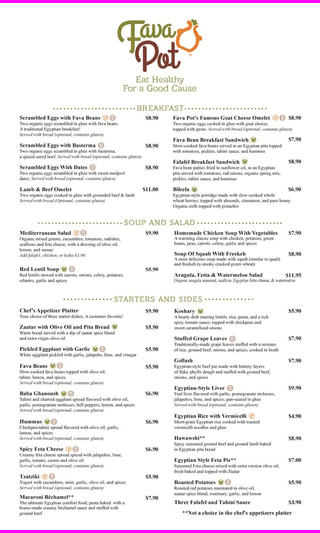 Fava
Pot
Eat Healthy
For a Good Cause
BREAKFAST
Scrambled Eggs with Fava Beans $8.90
Two organic eggs scrambled in ghee with fava beans.
A traditional Egyptian breakfast!
Served with bread (optional, contains gluten)
Scrambled Eggs with Basterma $8.90
Two organic eggs scrambled in ghee with basterma,
a spiced cured beef. Served with bread (optional, contains gluten)
Scrambled Eggs With Dates $8.90
Two organic eggs scrambled in ghee with sweet medjool
dates. Served with bread (optional, contains gluten)
Lamb & Beef Omelet $11.00
Two organic eggs cooked in ghee with grounded beef & lamb
Served with bread (optional, contains gluten)
Fava Pot's Famous Goat Cheese Omelet $8.90
Two organic eggs cooked in ghee with goat cheese,
topped with pesto. Served with bread (optional, contains gluten)
Fava Bean Breakfast Sandwich $7.90
Slow-cooked fava beans served in an Egyptian pita topped
with tomatoes, pickles, tahini sauce, and hummus
Falafel Breakfast Sandwich $8.90
Fava bean patties fried in sunflower oil, in an Egyptian
pita served with tomatoes, red onions, organic spring mix,
pickles, tahini sauce, and hummus
Bileela $6.90
Egyptian-style porridge made with slow-cooked whole
wheat berries; topped with almonds, cinnamon, and pure honey
Organic milk topped with pistachio
SOUP AND SALAD
Mediterranean Salad $9.90
Organic mixed greens, cucumbers, tomatoes, radishes,
scallions and feta cheese, with a dressing of olive oil,
lemon, and sumac
Add falafel, chicken, or kofta $3.90
Red Lentil Soup $5.90
Red lentils stewed with carrots, onions, celery, potatoes,
cilantro, garlic and spices
Homemade Chicken Soup With Vegetables $7.90
A warming classic soup with chicken, potatoes, green
beans, peas, carrots, celery, garlic and spices
Soup Of Squab With Freekeh $8.90
A most delicious soup made with squab (similar to quail)
and freekeh (a smoky cracked green wheat)
Arugula, Fetta & Watermelon Salad $11.95
Organic arugula seasonal, scallion, Egyptian feta cheese & watermelon
STARTERS AND SIDES
Chef's Appetizer Platter $9.90
Your choice of three starter dishes. A customer favorite!
Zaatar with Olive Oil and Pita Bread $5.90
Warm bread served with a dip of zaatar spice blend
and extra virgin olive oil
Pickled Eggplant with Garlic $5.90
White eggplant pickled with garlic, jalapeño, lime, and vinegar
Fava Beans $5.90
Slow-cooked fava beans topped with olive oil,
tahini, lemon, and spices
Served with bread (optional, contains gluten)
Baba Ghanoush $6.90
Tahini and charred eggplant spread flavored with olive oil,
garlic, pomegranate molasses, bell peppers, lemon, and spices
Served with bread (optional, contains gluten)
Hummus $6.90
Chickpea-tahini spread flavored with olive oil, garlic,
lemon, and spices
Served with bread (optional, contains gluten)
Spicy Feta Cheese $6.90
Creamy feta cheese spread spiced with jalapeños, lime,
garlic, tomato, cumin and olive oil
Served with bread (optional, contains gluten)
Tzatziki $5.90
Yogurt with cucumbers, mint, garlic, olive oil, and spices
Served with bread (optional, contains gluten)
Macaroni Béchamel** $7.90
The ultimate Egyptian comfort food; pasta baked with a
house-made creamy béchamel sauce and stuffed with
ground beef
Koshary $5.90
A hearty dish starring lentils, rice, pasta, and a rich
spicy tomato sauce; topped with chickpeas and
sweet caramelized onions
Stuffed Grape Leaves $7.90
Traditionally-made grape leaves stuffed with a mixture
of rice, ground beef, onions, and spices; cooked in broth
Gollash $7.90
Egyptian-style beef pie made with buttery layers
of flaky phyllo dough and stuffed with ground beef,
onions, and spices
Egyptian-Style Liver $9.90
Veal liver flavored with garlic, pomegranate molasses,
jalapeños, lime, and spices; pan-seared in ghee
Served with bread (optional, contains gluten)
Egyptian Rice with Vermicelli $4.90
Short-grain Egyptian rice cooked with toasted
vermicelli noodles and ghee
Hawawshi** $8.90
Spicy seasoned ground beef and ground lamb baked
in Egyptian pita bread
Egyptian Style Feta Pie** $7.00
Seasoned Feta cheese mixed with extra version olive oil,
fresh baked and topped with Zaatar
Roasted Potatoes $5.90
Roasted red potatoes marinated in olive oil,
zaatar spice blend, rosemary, garlic, and lemon
Three Falafel and Tahini Sauce $3.90
**Not a choice in the chef's appetizers platter